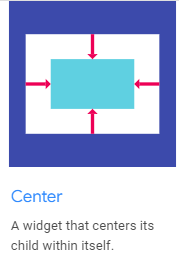 Center
A widget that centers its
child within itself.